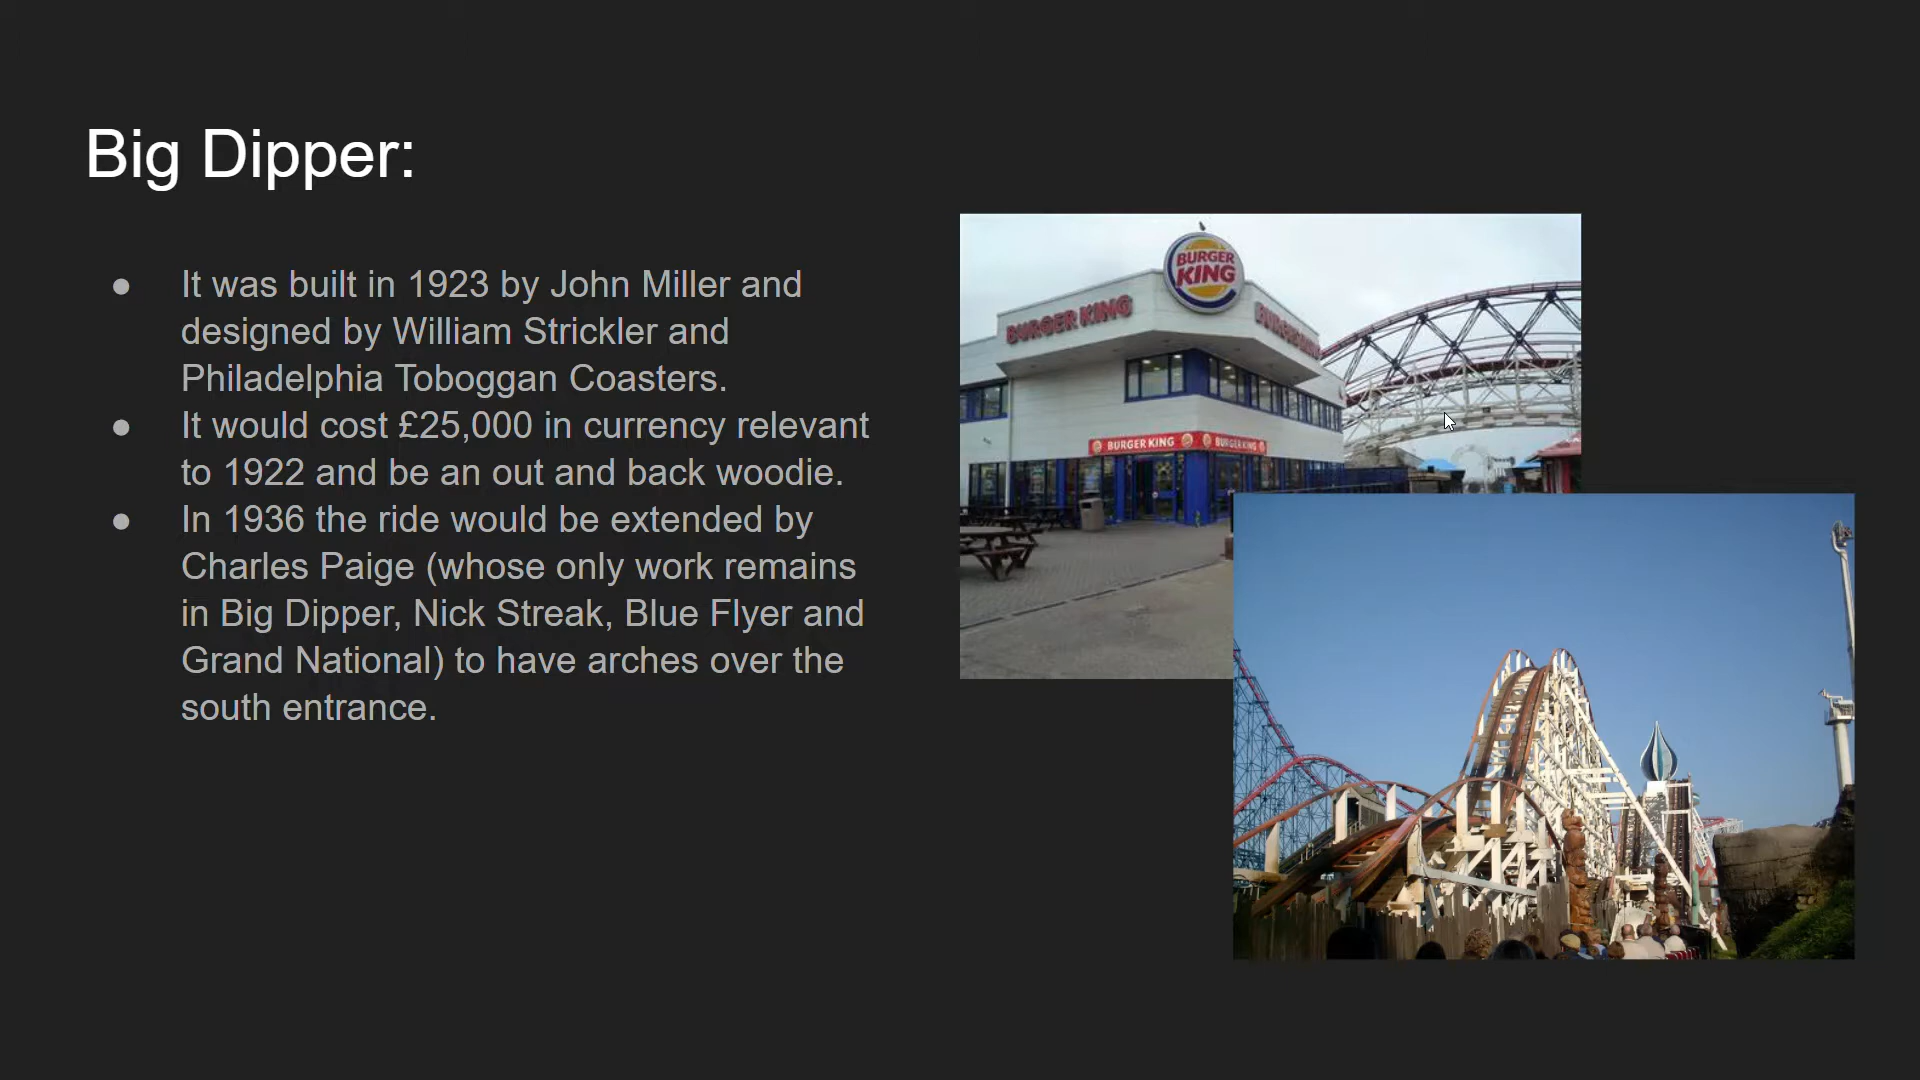 Big Dipper:
● It was built in 1923 by John Miller and
designed by William Strickler and
Philadelphia Toboggan Coasters.
● It would cost £25,000 in currency relevant
to 1922 and be an out and back woodie.
● In 1936 the ride would be extended by
Charles Paige (whose only work remains
in Big Dipper, Nick Streak, Blue Flyer and
Grand National) to have arches over the
south entrance.
BURGER
KING
BURGER KING
BURGER KING
BURGER KING
BURGER KING